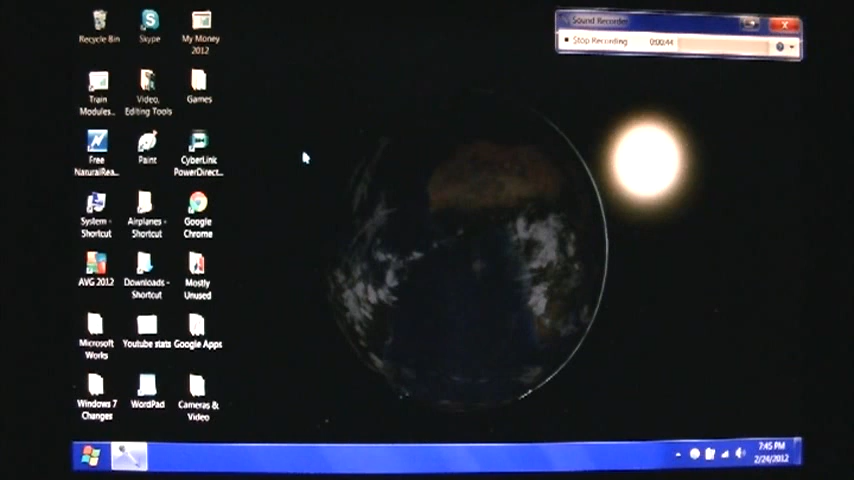 Sound Recorder
Stop Recording 0:00:44
Recycle Bin
Skype
My Money
2012
Train
Modules...
Video,
Editing Tools
Games
Free
NaturalRea...
Paint
CyberLink
PowerDirect...
System -
Shortcut
Airplanes -
Shortcut
Google
Chrome
AVG 2012
Downloads -
Shortcut
Mostly
Unused
Microsoft
Works
Youtube stats
Google Apps
Windows 7
Changes
WordPad
Cameras &
Video
7:45 PM
2/24/2012